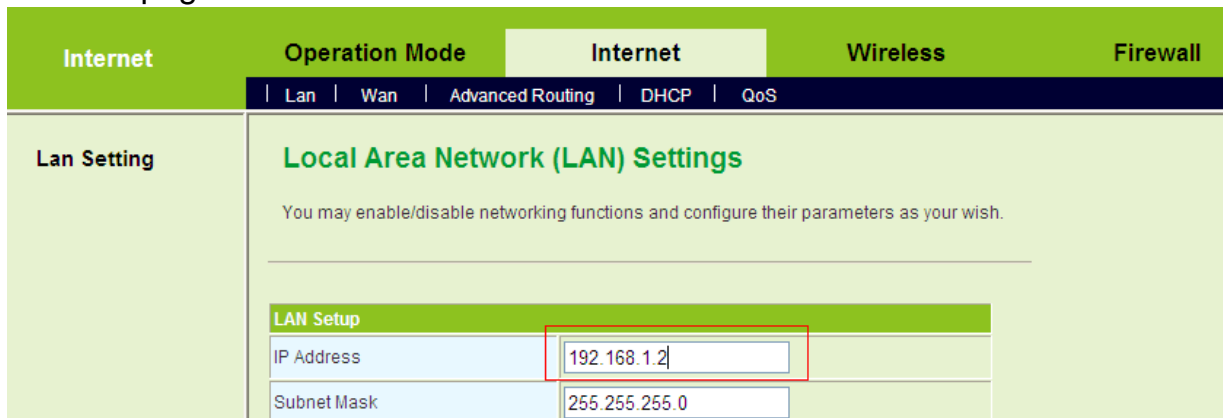 Internet Operation Mode Internet Wireless Firewall
| Lan | Wan | Advanced Routing | DHCP | QoS
Lan Setting
Local Area Network (LAN) Settings
You may enable/disable networking functions and configure their parameters as your wish.
LAN Setup
IP Address 192.168.1.2
Subnet Mask 255.255.255.0